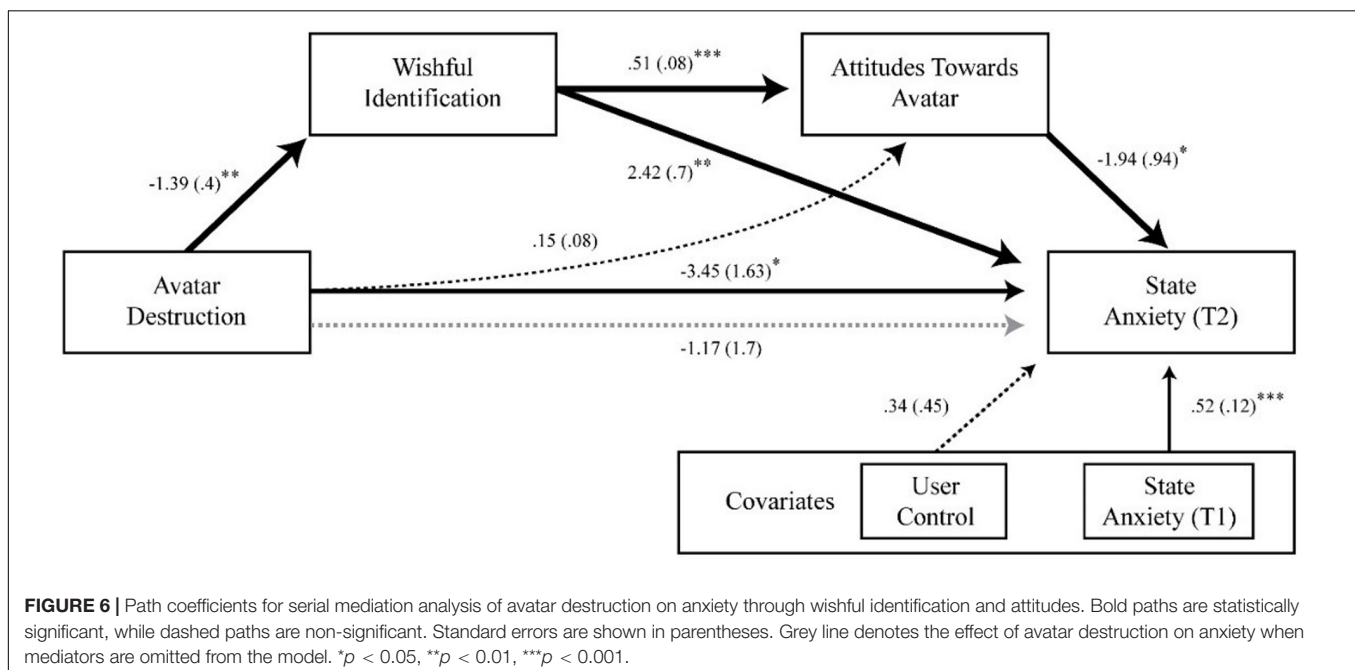 Wishful
Identification
.51 (.08)***
Attitudes Towards
Avatar
-1.39 (.4)**
2.42 (.7)**
-1.94 (.94)*
.15 (.08)
Avatar
Destruction
-3.45 (1.63)*
State
Anxiety (T2)
-1.17 (1.7)
.34 (.45)
.52 (.12)***
Covariates
User
Control
State
Anxiety (T1)
FIGURE 6 | Path coefficients for serial mediation analysis of avatar destruction on anxiety through wishful identification and attitudes. Bold paths are statistically
significant, while dashed paths are non-significant. Standard errors are shown in parentheses. Grey line denotes the effect of avatar destruction on anxiety when
mediators are omitted from the model. *p < 0.05, **p < 0.01, ***p < 0.001.